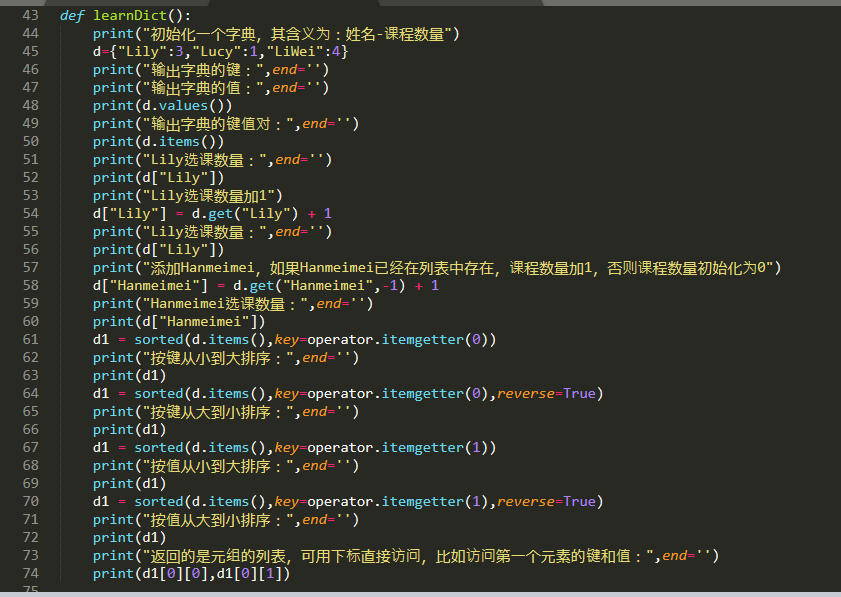 43 def learnDict():
44 print("初始化一个字典，其含义为：姓名-课程数量")
45 d={"Lily":3,"Lucy":1,"LiWei":4}
46 print("输出字典的键：",end='')
47 print("输出字典的值：",end='')
48 print(d.values())
49 print("输出字典的键值对：",end='')
50 print(d.items())
51 print("Lily选课数量：",end='')
52 print(d["Lily"])
53 print("Lily选课数量加1")
54 d["Lily"] = d.get("Lily") + 1
55 print("Lily选课数量：",end='')
56 print(d["Lily"])
57 print("添加Hanmeimei，如果Hanmeimei已经在列表中存在，课程数量加1，否则课程数量初始化为0")
58 d["Hanmeimei"] = d.get("Hanmeimei",-1) + 1
59 print("Hanmeimei选课数量：",end='')
60 print(d["Hanmeimei"])
61 d1 = sorted(d.items(),key=operator.itemgetter(0))
62 print("按键从小到大排序：",end='')
63 print(d1)
64 d1 = sorted(d.items(),key=operator.itemgetter(0),reverse=True)
65 print("按键从大到小排序：",end='')
66 print(d1)
67 d1 = sorted(d.items(),key=operator.itemgetter(1))
68 print("按值从小到大排序：",end='')
69 print(d1)
70 d1 = sorted(d.items(),key=operator.itemgetter(1),reverse=True)
71 print("按值从大到小排序：",end='')
72 print(d1)
73 print("返回的是元组的列表，可用下标直接访问，比如访问第一个元素的键和值：",end='')
74 print(d1[0][0],d1[0][1])
75